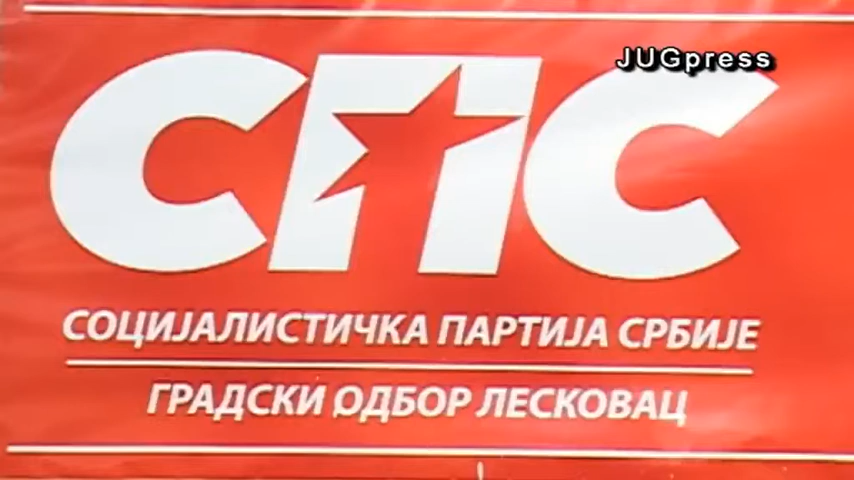 JUGpress
СПС
СОЦИЈАЛИСТИЧКА ПАРТИЈА СРБИЈЕ
ГРАДСКИ ОДБОР ЛЕСКОВАЦ